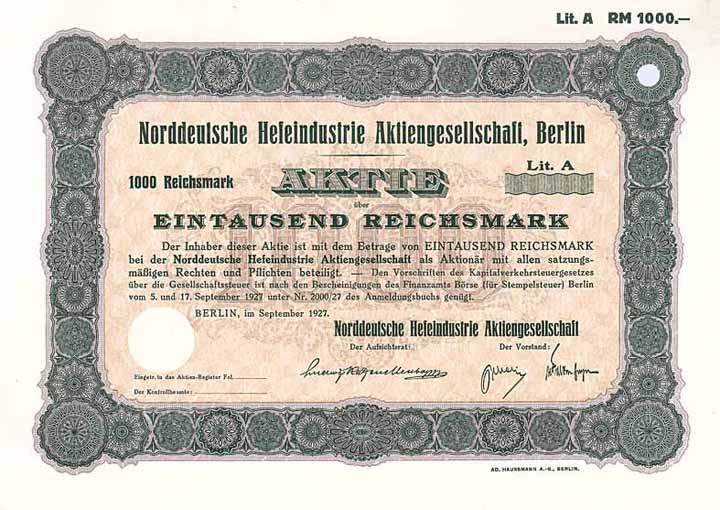 Lit. A RM 1000.—
Norddeutsche Hefeindustrie Aktiengesellschaft, Berlin
Lit. A
1000 Reichsmark AKTIE
über
EINTAUSEND REICHSMARK
Der Inhaber dieser Aktie ist mit dem Betrage von EINTAUSEND REICHSMARK
bei der Norddeutsche Hefeindustrie Aktiengesellschaft als Aktionär mit allen satzungs-
mäßigen Rechten und Pflichten beteiligt. — Den Vorschriften des Kapitalverkehrsteuergesetzes
über die Gesellschaftssteuer ist nach den Bescheinigungen des Finanzamts Börse (für Stempelsteuer) Berlin
vom 5. und 17. September 1927 unter Nr. 2000/27 des Anmeldungsbuchs genügt.
BERLIN, im September 1927.
Norddeutsche Hefeindustrie Aktiengesellschaft
Der Aufsichtsrat: Der Vorstand:
Eingetr. in das Aktien-Register Fol.
Der Kontrollbeamte:
AD. HAUSSMANN A.-G., BERLIN.